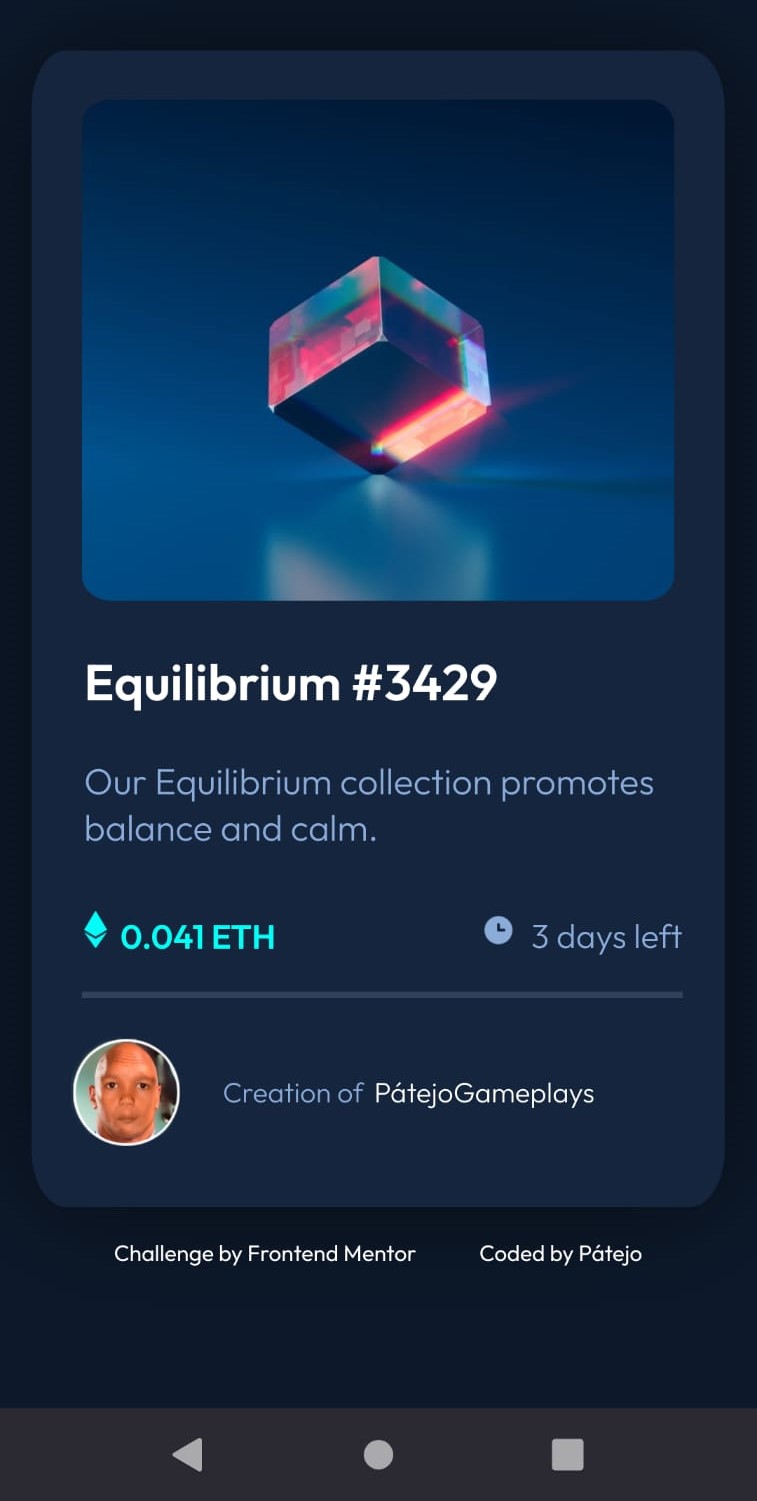 Equilibrium #3429
Our Equilibrium collection promotes
balance and calm.
0.041 ETH
3 days left
Creation of PátejoGameplays
Challenge by Frontend Mentor
Coded by Pátejo